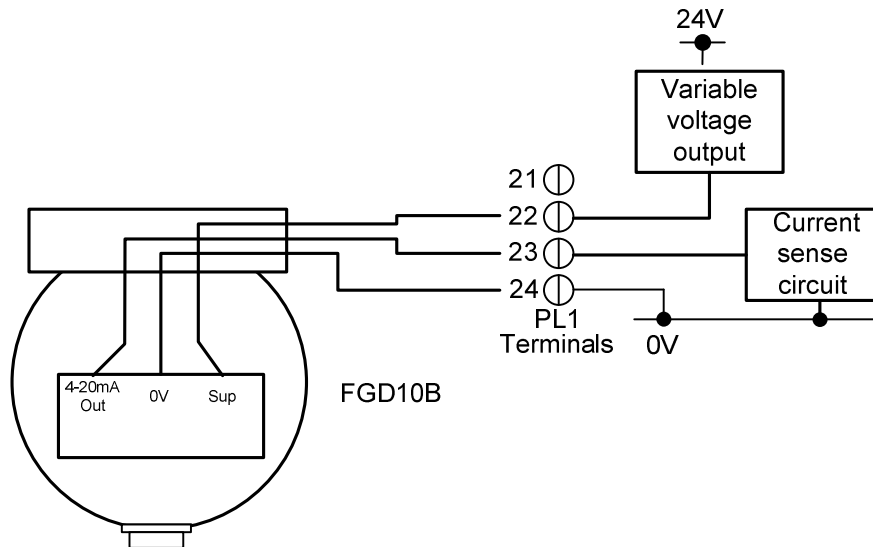 24V
Variable
voltage
output
21
22
23
24
PL1
Terminals
Current
sense
circuit
0V
4-20mA
Out
0V
Sup
FGD10B